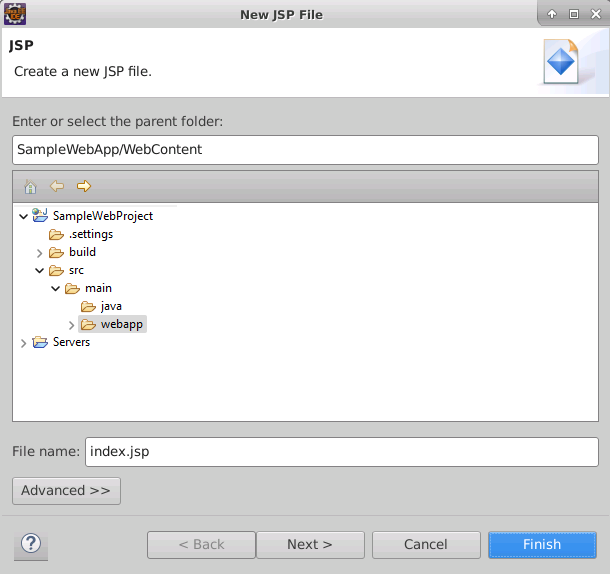 New JSP File
JSP
Create a new JSP file.
Enter or select the parent folder:
SampleWebApp/WebContent
SampleWebProject
.settings
build
src
main
java
webapp
Servers
File name: index.jsp
Advanced >>
? < Back Next > Cancel Finish